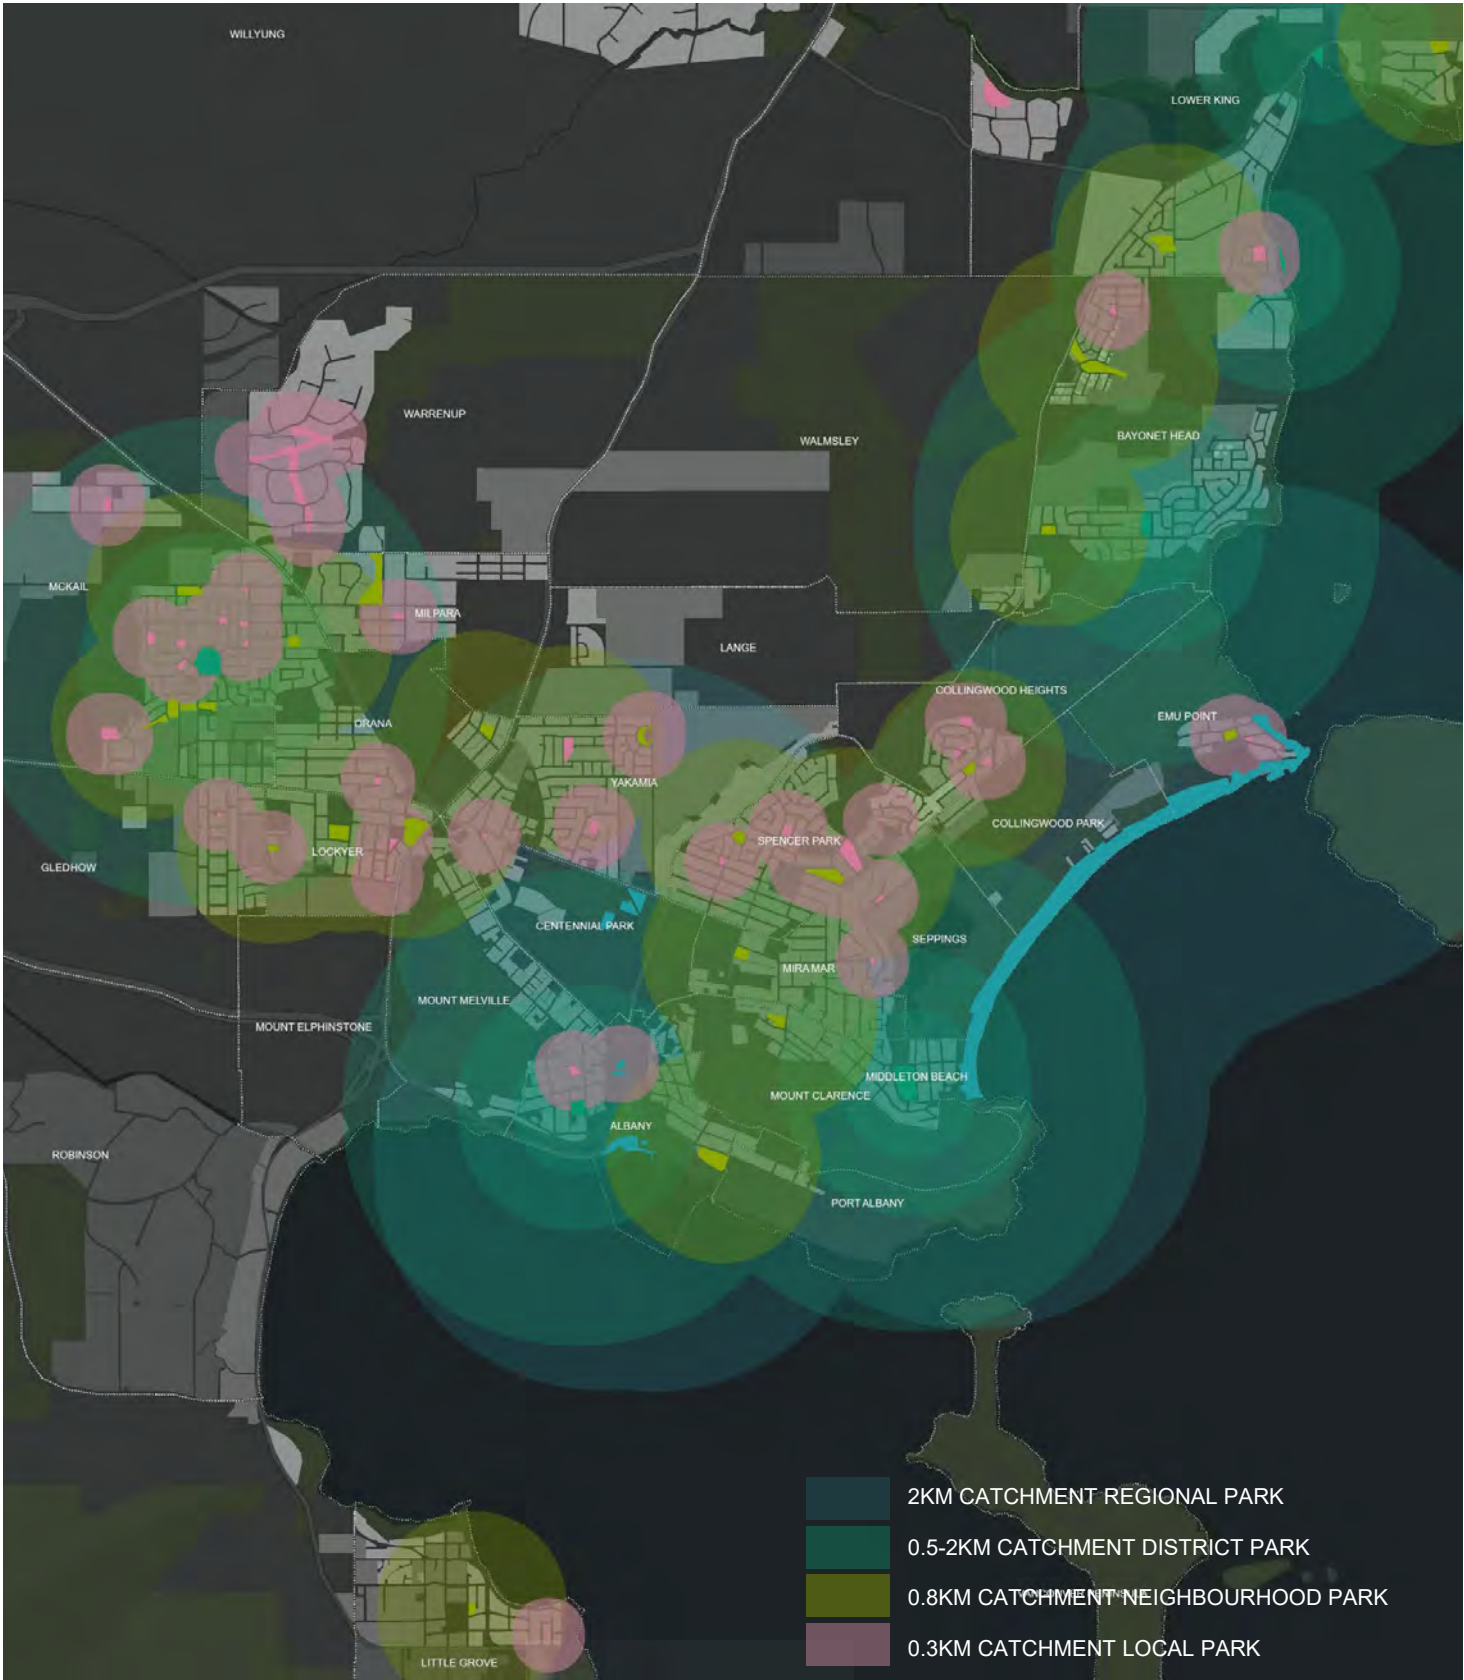 WILLYUNG
LOWER KING
WARRENUP
WALMSLEY
BAYONET HEAD
MCKAIL
MILPARA
LANGE
COLLINGWOOD HEIGHTS
EMU POINT
ORANA
YAKAMIA
COLLINGWOOD PARK
SPENCER PARK
LOCKYER
GLEDHOW
CENTENNIAL PARK
SEPPINGS
MIRA MAR
MOUNT MELVILLE
MOUNT ELPHINSTONE
MIDDLETON BEACH
MOUNT CLARENCE
ALBANY
ROBINSON
PORT ALBANY
2KM CATCHMENT REGIONAL PARK
0.5-2KM CATCHMENT DISTRICT PARK
VANCOUVER PENINSULA
0.8KM CATCHMENT NEIGHBOURHOOD PARK
0.3KM CATCHMENT LOCAL PARK
LITTLE GROVE